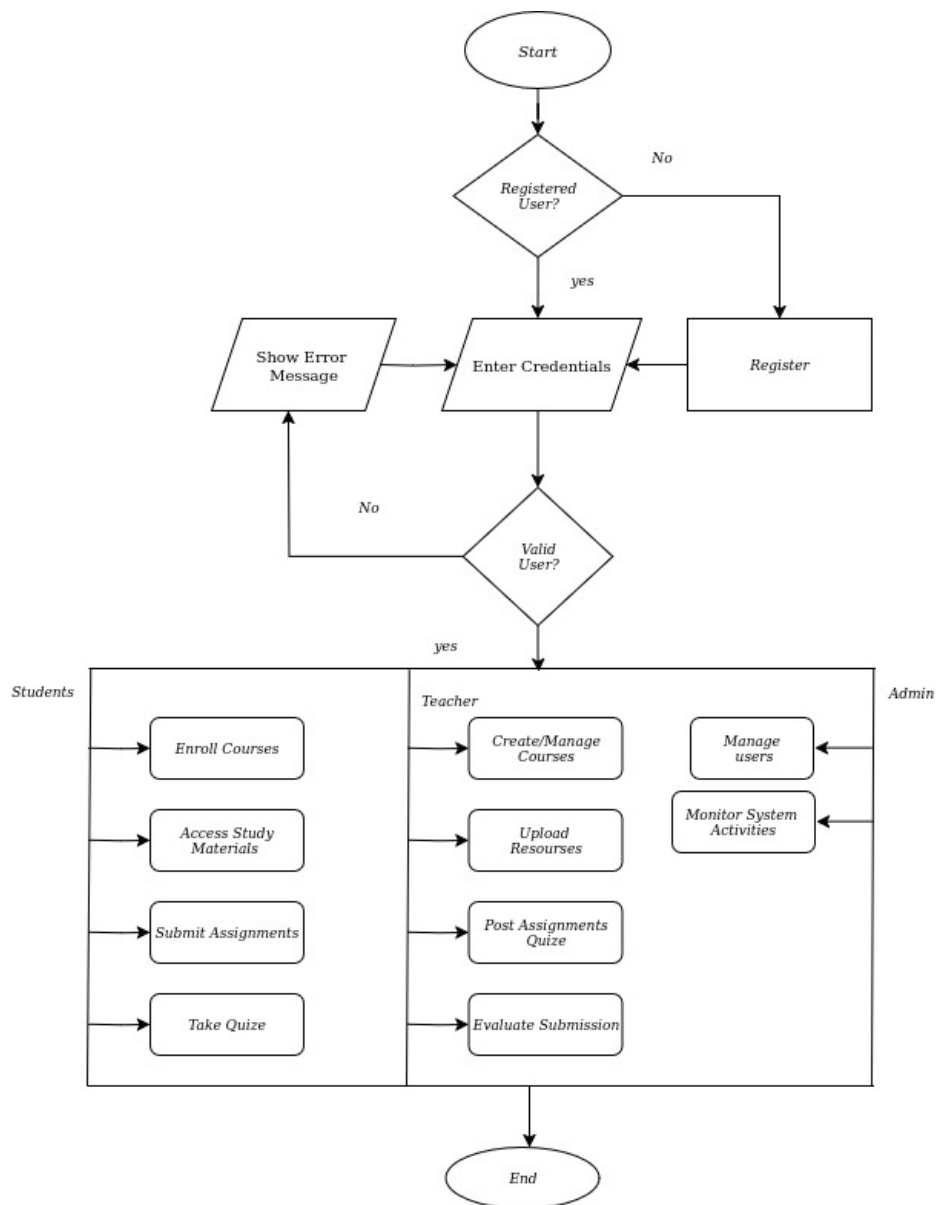 Start
No
Registered
User?
yes
Show Error
Message
Enter Credentials
Register
No
Valid
User?
yes
Students
Teacher
Admin
Enroll Courses
Create/Manage
Courses
Manage
users
Access Study
Materials
Upload
Resourses
Monitor System
Activities
Submit Assignments
Post Assignments
Quize
Take Quize
Evaluate Submission
End